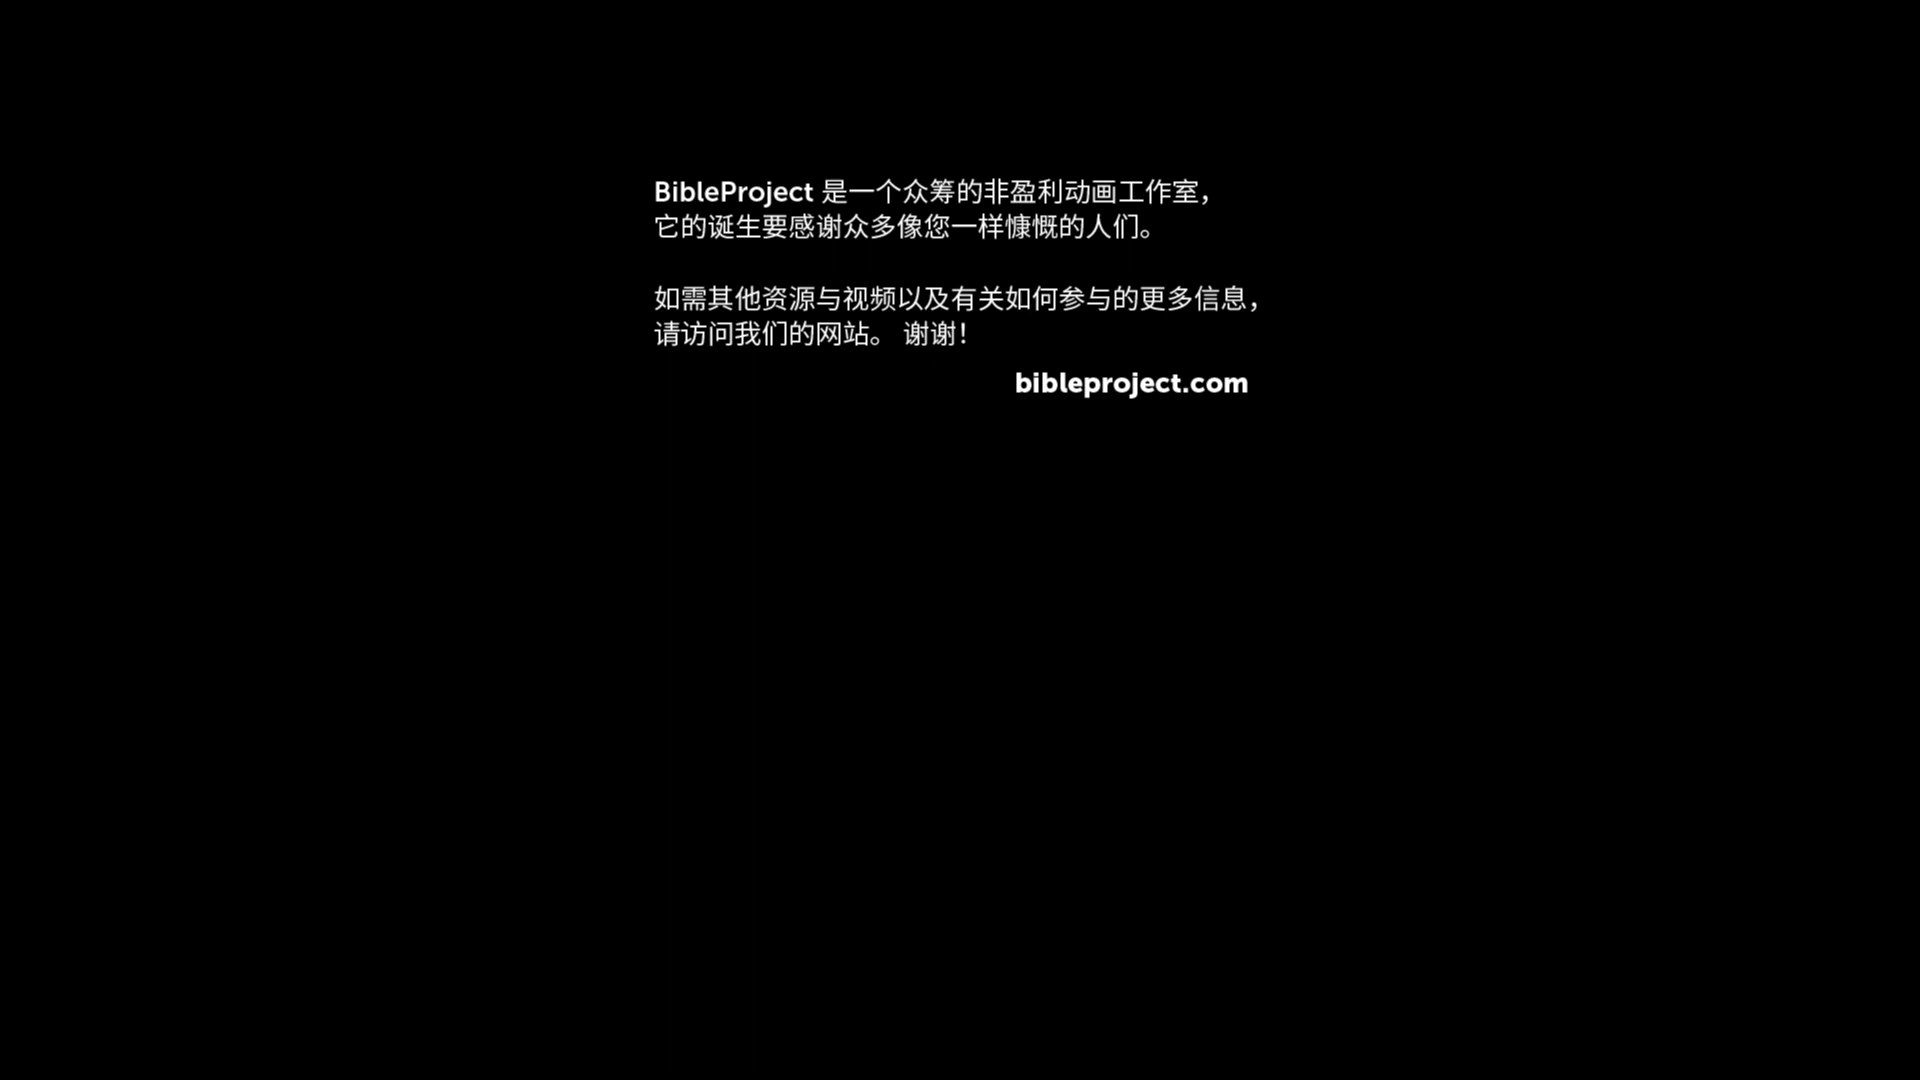 BibleProject 是一个众筹的非盈利动画工作室，
它的诞生要感谢众多像您一样慷慨的人们。
如需其他资源与视频以及有关如何参与的更多信息，
请访问我们的网站。 谢谢！
bibleproject.com